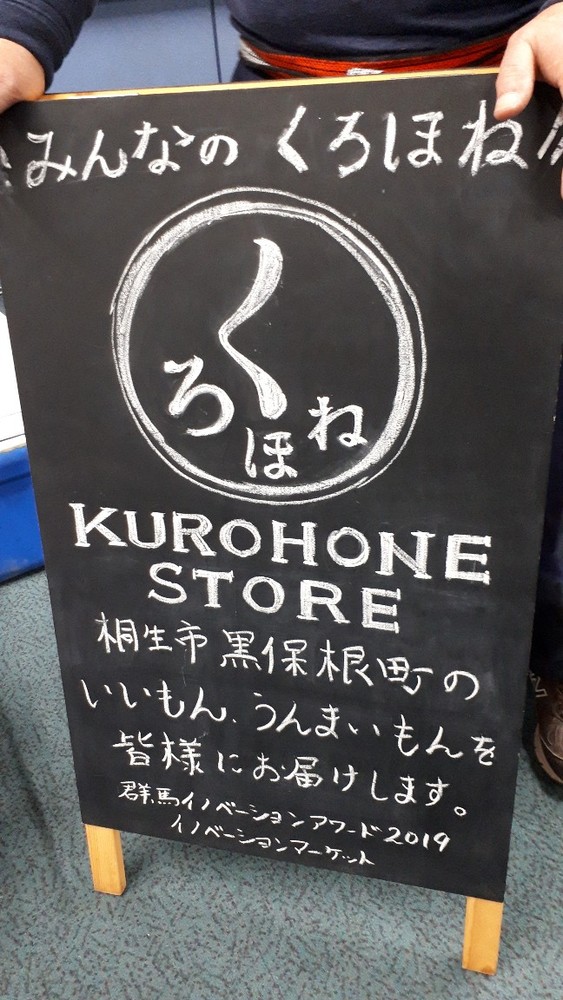 みんなの くろほね!!
くろほね
KUROHONE
STORE
桐生市黒保根町の
いいもん、うんまいもんを
皆様にお届けします。
群馬イノベーションアワード2019
イノベーションマーケット